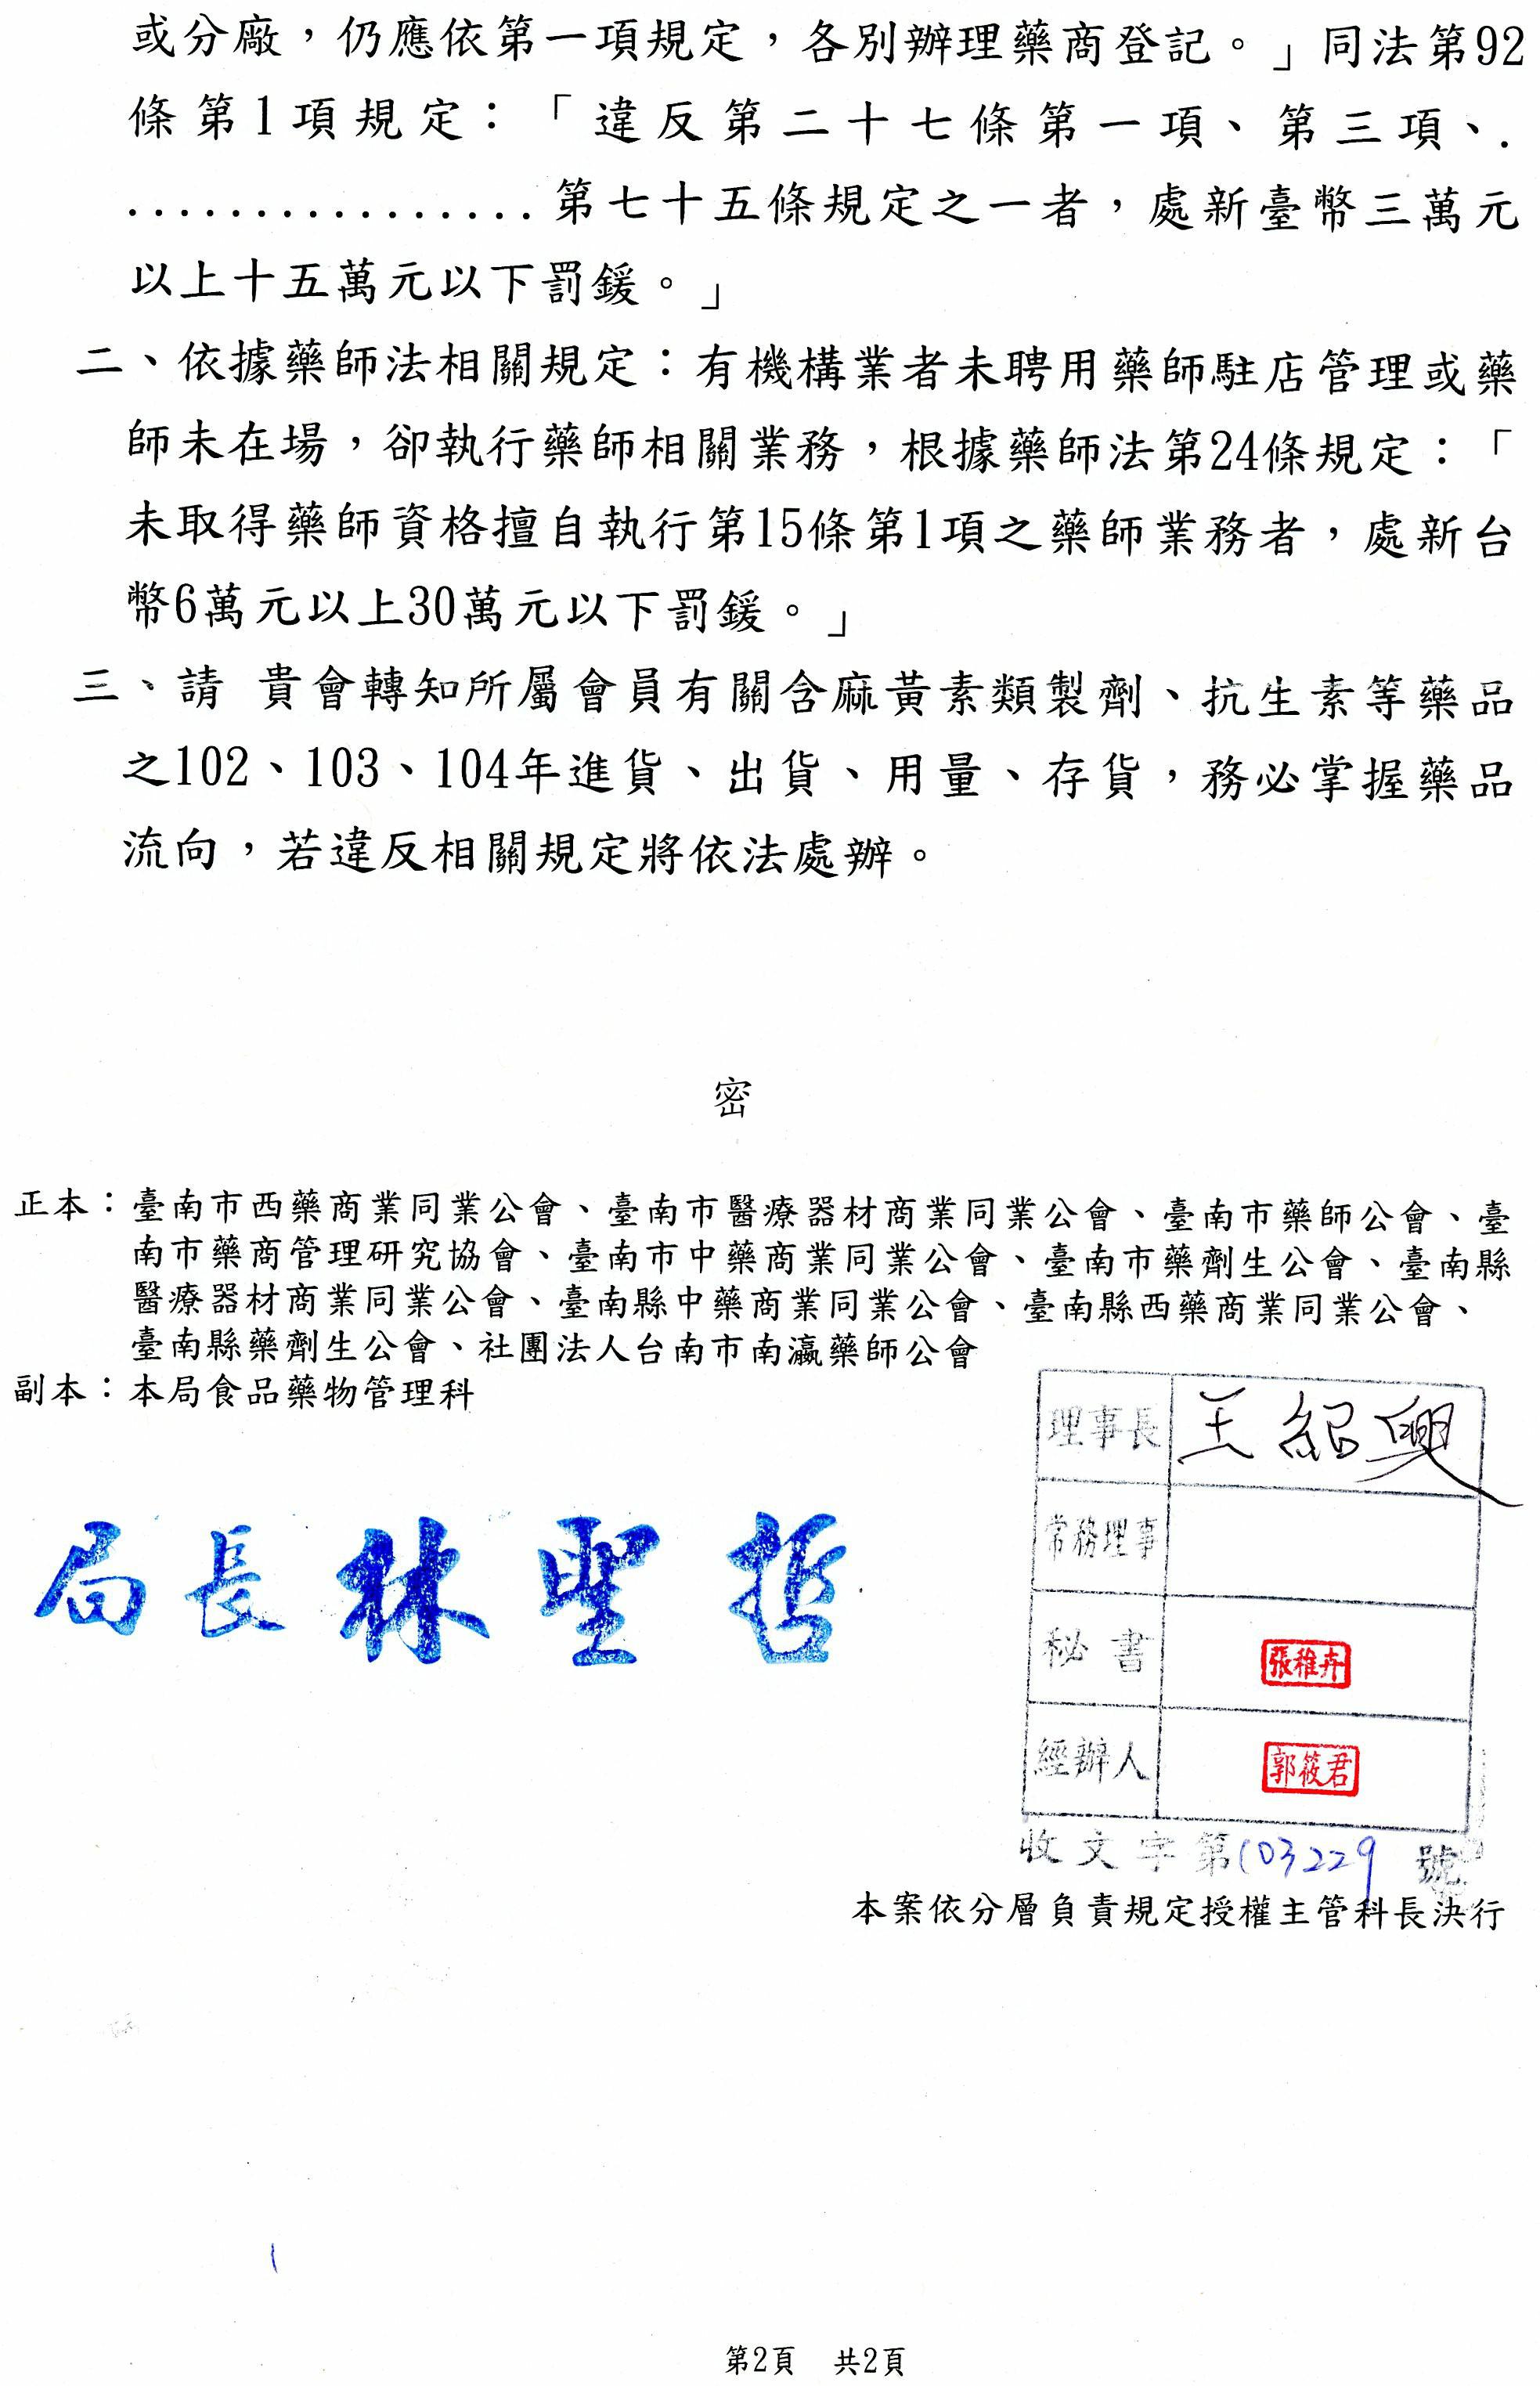 或分廠，仍應依第一項規定，各別辦理藥商登記。」同法第92
條第1項規定：「違反第二十七條第一項、第三項、.
................第七十五條規定之一者，處新臺幣三萬元
以上十五萬元以下罰鍰。」
二、依據藥師法相關規定：有機構業者未聘用藥師駐店管理或藥
師未在場，卻執行藥師相關業務，根據藥師法第24條規定：「
未取得藥師資格擅自執行第15條第1項之藥師業務者，處新台
幣6萬元以上30萬元以下罰鍰。」
三、請 貴會轉知所屬會員有關含麻黃素類製劑、抗生素等藥品
之102、103、104年進貨、出貨、用量、存貨，務必掌握藥品
流向，若違反相關規定將依法處辦。
密
正本：臺南市西藥商業同業公會、臺南市醫療器材商業同業公會、臺南市藥師公會、臺
南市藥商管理研究協會、臺南市中藥商業同業公會、臺南市藥劑生公會、臺南縣
醫療器材商業同業公會、臺南縣中藥商業同業公會、臺南縣西藥商業同業公會、
臺南縣藥劑生公會、社團法人台南市南瀛藥師公會
副本：本局食品藥物管理科
局長林聖哲
理事長 王紹興
常務理事
秘書 張稚卉
經辦人 郭筱君
收文字第103229號
本案依分層負責規定授權主管科長決行
第2頁 共2頁